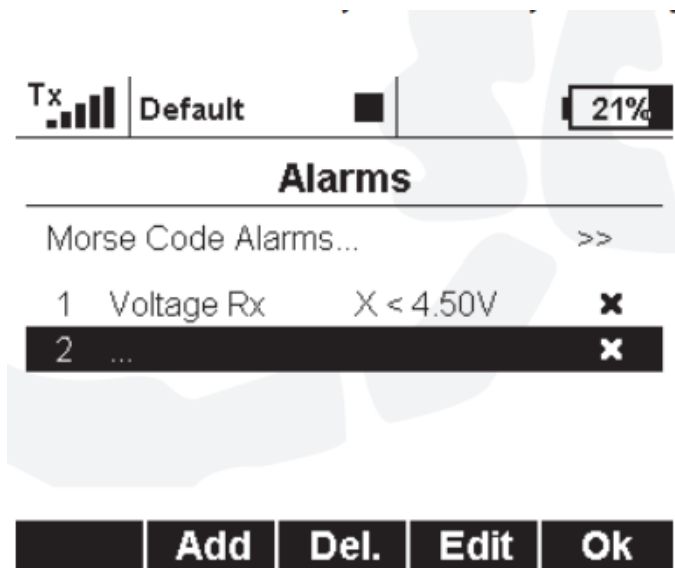 Tx Default 21%
Alarms
Morse Code Alarms... >>
1 Voltage Rx X < 4.50V ✖
2 ... ✖
Add Del. Edit Ok